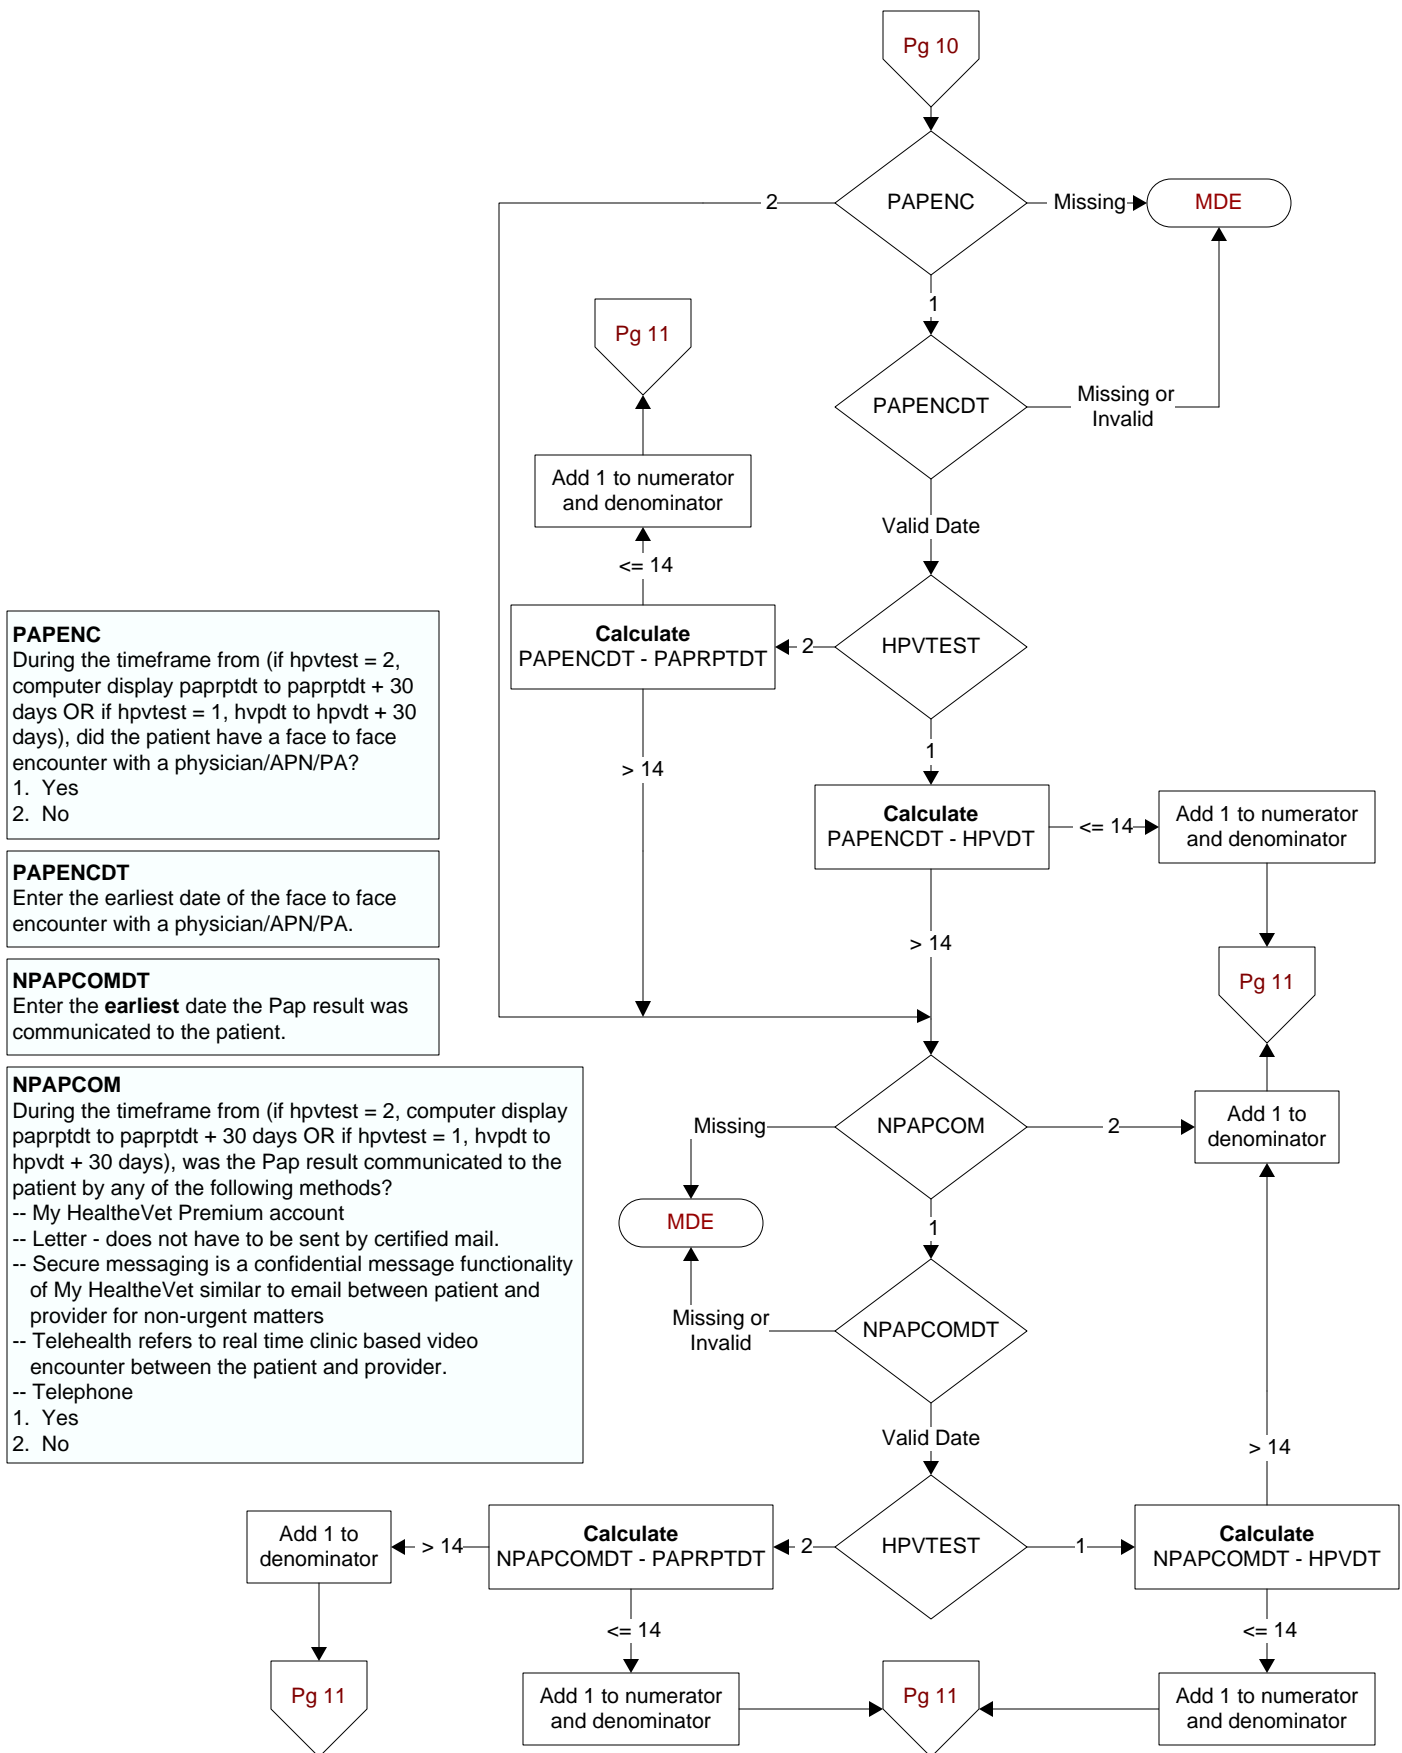 Pg 10
2
PAPENC
Missing
MDE
1
Pg 11
PAPENCDT
Missing or
Invalid
Add 1 to numerator
and denominator
Valid Date
<= 14
Calculate
PAPENCDT - PAPRPTDT
2
HPVTEST
1
> 14
Calculate
PAPENCDT - HPVDT
<= 14
Add 1 to numerator
and denominator
> 14
Pg 11
PAPENC
During the timeframe from (if hpvtest = 2,
computer display paprptdt to paprptdt + 30
days OR if hpvtest = 1, hvpdt to hpvdt + 30
days), did the patient have a face to face
encounter with a physician/APN/PA?
1. Yes
2. No
PAPENCDT
Enter the earliest date of the face to face
encounter with a physician/APN/PA.
NPAPCOMDT
Enter the earliest date the Pap result was
communicated to the patient.
NPAPCOM
During the timeframe from (if hpvtest = 2, computer display
paprptdt to paprptdt + 30 days OR if hpvtest = 1, hvpdt to
hpvdt + 30 days), was the Pap result communicated to the
patient by any of the following methods?
-- My HealtheVet Premium account
-- Letter - does not have to be sent by certified mail.
-- Secure messaging is a confidential message functionality
of My HealtheVet similar to email between patient and
provider for non-urgent matters
-- Telehealth refers to real time clinic based video
encounter between the patient and provider.
-- Telephone
1. Yes
2. No
Missing
NPAPCOM
2
Add 1 to
denominator
MDE
1
Missing or
Invalid
NPAPCOMDT
Valid Date
> 14
Add 1 to
denominator
> 14
Calculate
NPAPCOMDT - PAPRPTDT
2
HPVTEST
1
Calculate
NPAPCOMDT - HPVDT
<= 14
<= 14
Pg 11
Add 1 to numerator
and denominator
Pg 11
Add 1 to numerator
and denominator